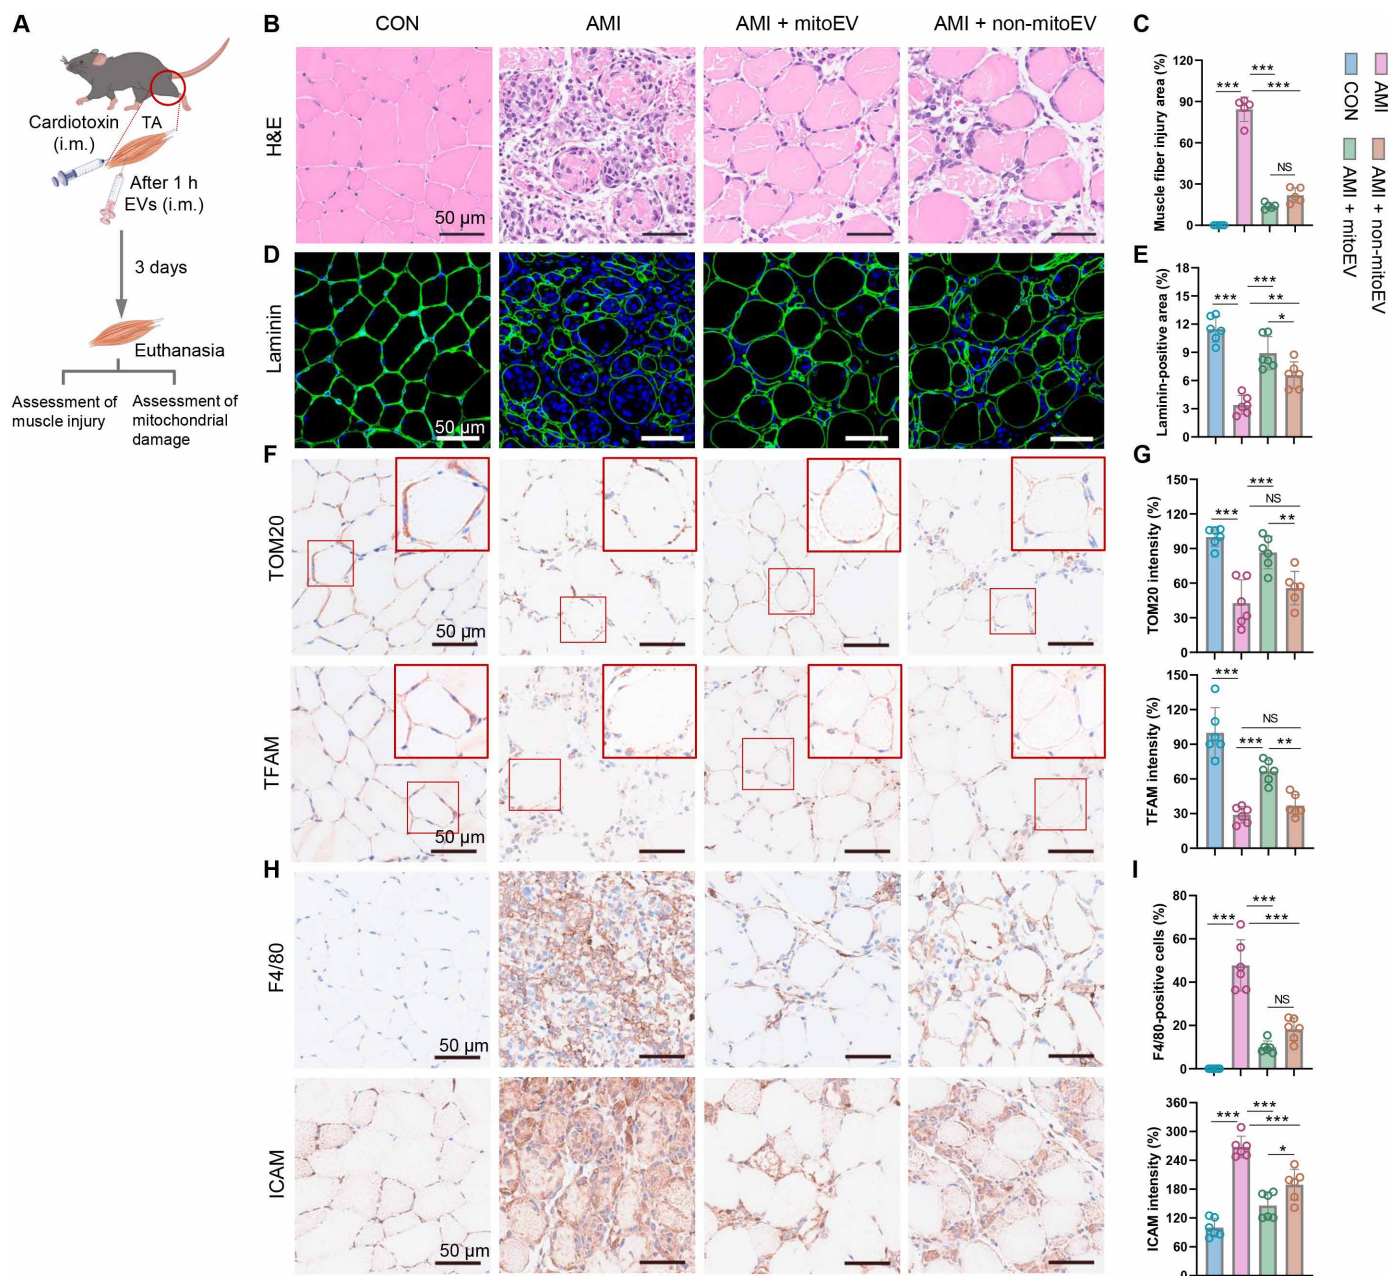 A
Cardiotoxin
(i.m.)
TA
After 1 h
EVs (i.m.)
3 days
Euthanasia
Assessment of
muscle injury
Assessment of
mitochondrial
damage
B
CON
AMI
AMI + mitoEV
AMI + non-mitoEV
H&E
50 µm
C
Muscle fiber injury area (%)
120
90
60
30
0
***
***
***
NS
CON
AMI
AMI + mitoEV
AMI + non-mitoEV
D
Laminin
50 µm
E
Laminin-positive area (%)
18
15
12
9
6
3
0
***
***
**
*
F
TOM20
50 µm
TFAM
50 µm
G
TOM20 intensity (%)
150
120
90
60
30
0
***
***
NS
**
TFAM intensity (%)
150
120
90
60
30
0
***
NS
***
**
H
F4/80
50 µm
ICAM
50 µm
I
F4/80-positive cells (%)
80
60
40
20
0
***
***
***
NS
ICAM intensity (%)
360
300
240
180
120
60
***
***
***
*